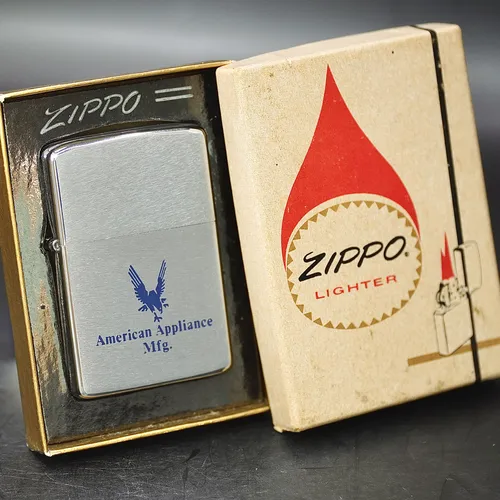 ZIPPO
American Appliance
Mfg.
ZIPPO.
LIGHTER